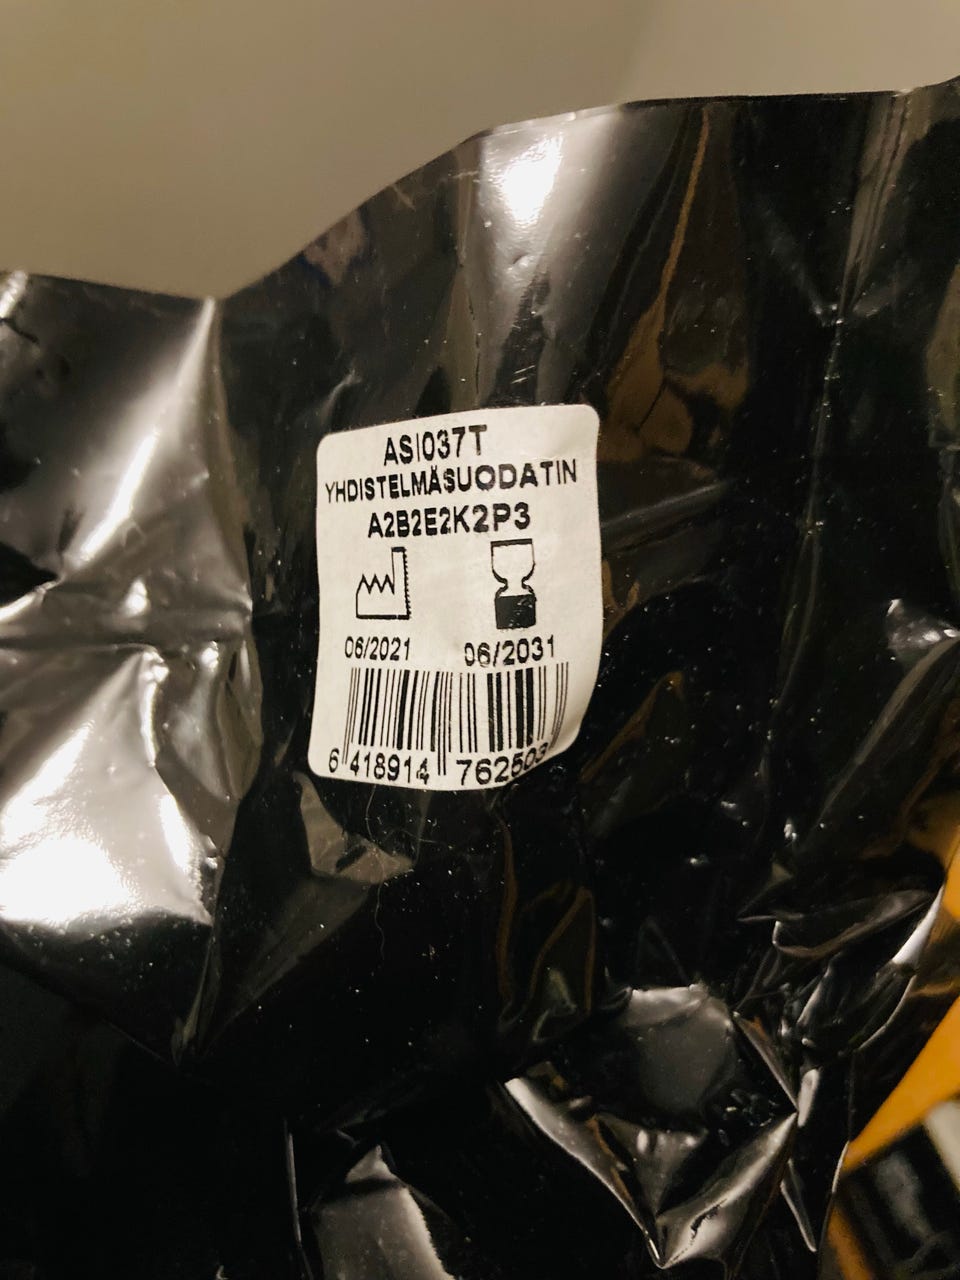 ASI037T
YHDISTELMÄSUODATIN
A2B2E2K2P3
06/2021 06/2031
6 418914 762503